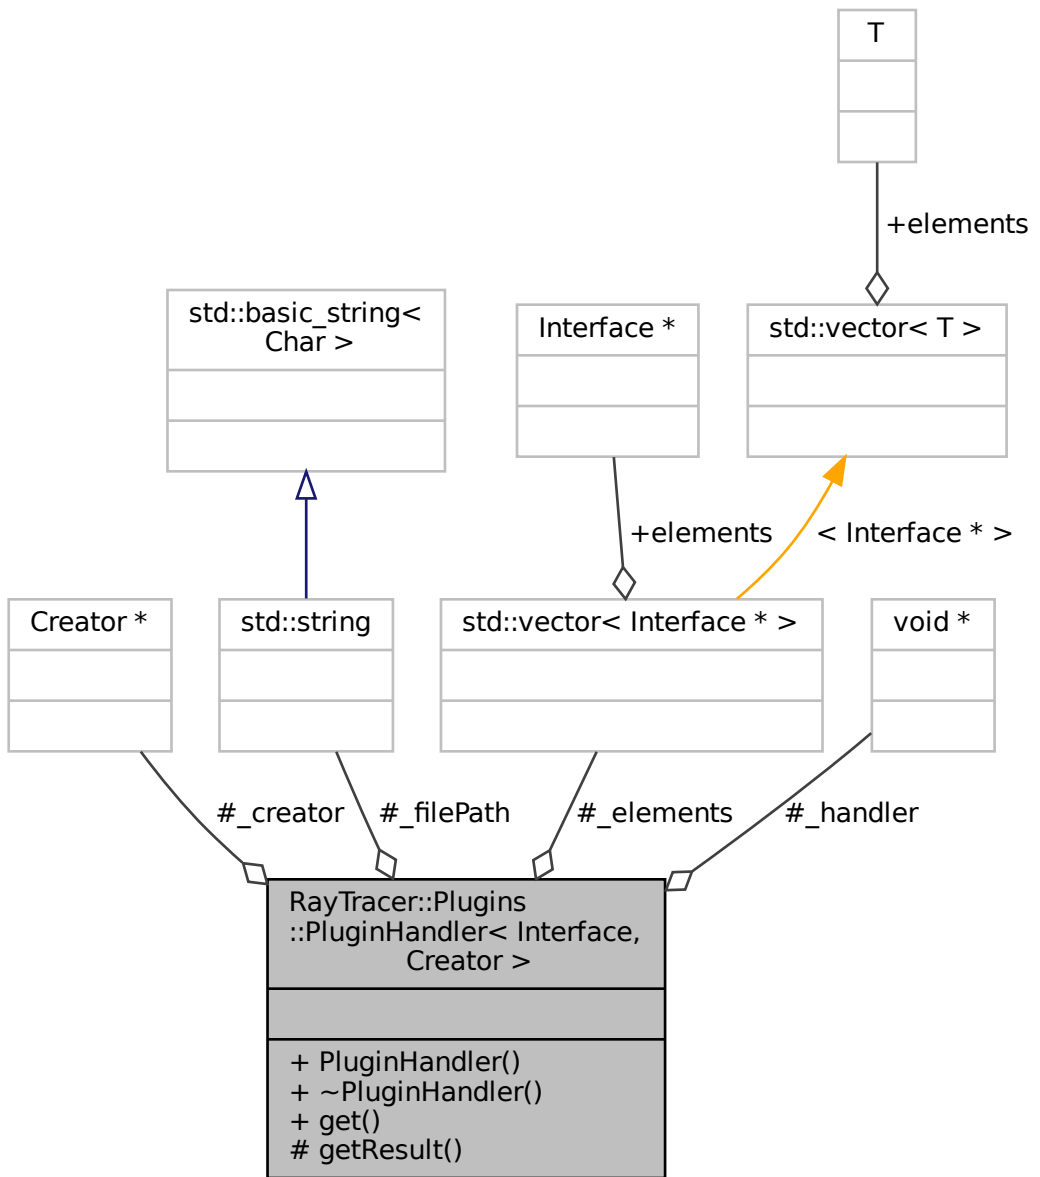 T
+elements
std::basic_string<
Char >
Interface *
std::vector< T >
+elements
< Interface * >
Creator *
std::string
std::vector< Interface * >
void *
#_creator
#_filePath
#_elements
#_handler
RayTracer::Plugins
::PluginHandler< Interface,
Creator >
+ PluginHandler()
+ ~PluginHandler()
+ get()
# getResult()